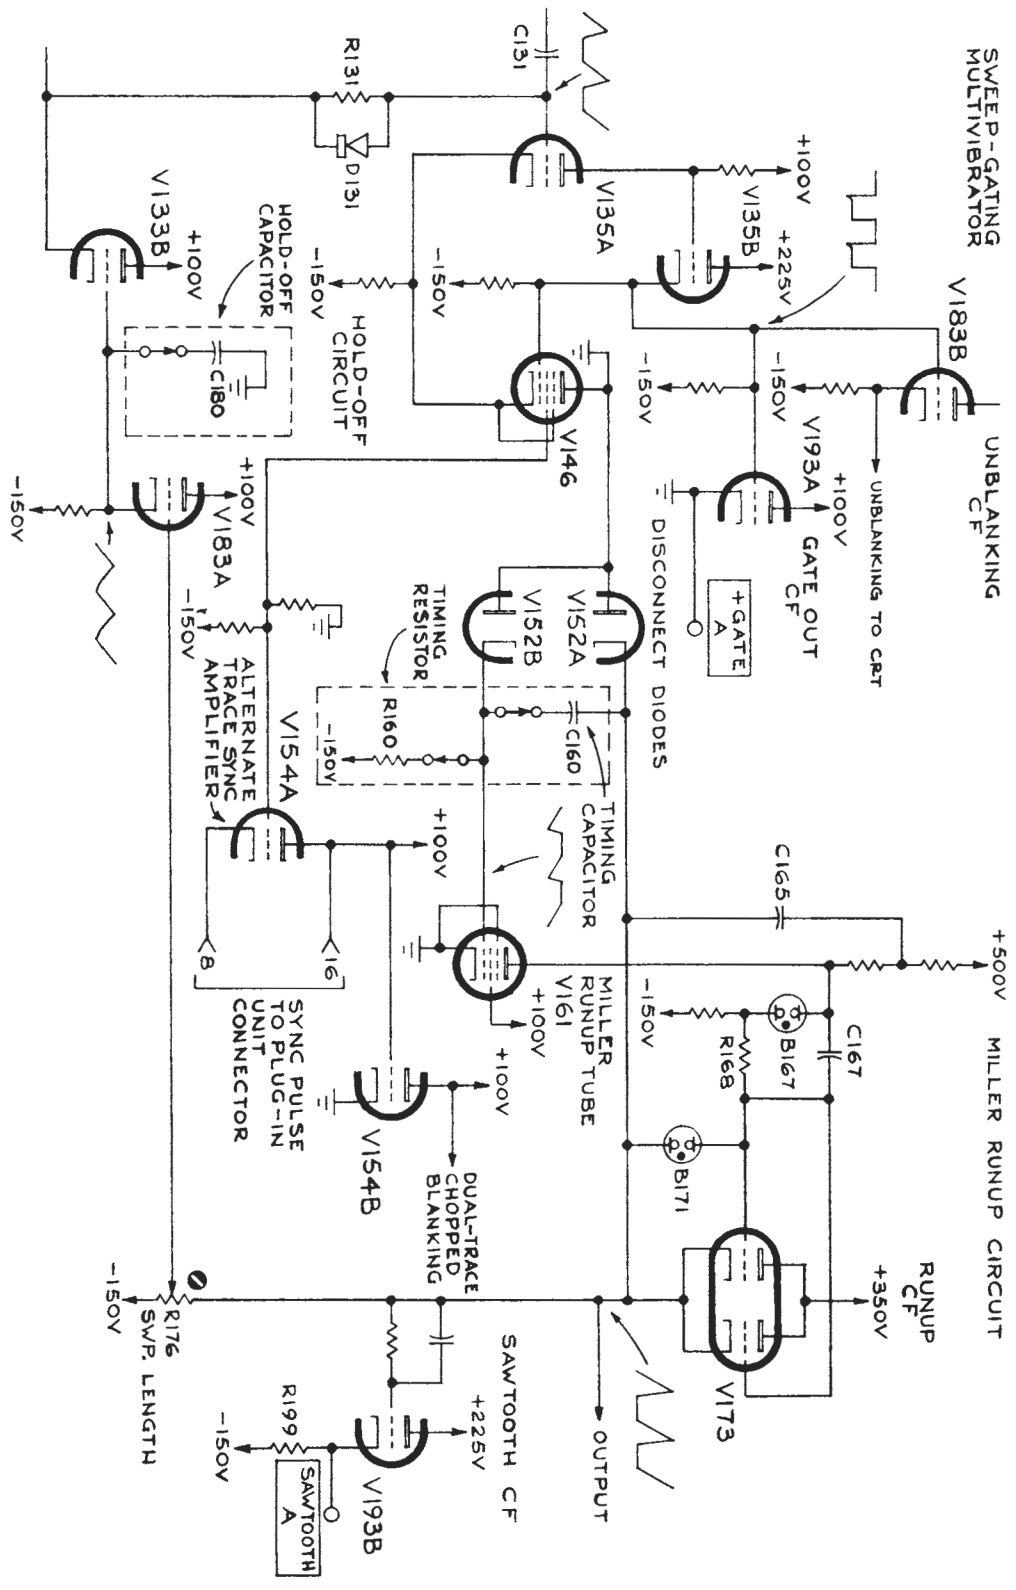 SWEEP-GATING
MULTIVIBRATOR
V183B
UNBLANKING
CF
+500V
MILLER RUNUP CIRCUIT
RUNUP
CF
+350V
C131
R131
D131
V135A
+100V
V135B
+225V
-150V
-150V
-150V
-150V
UNBLANKING TO CRT
V193A
+100V
GATE OUT
CF
+GATE
A
HOLD-OFF
CIRCUIT
V146
DISCONNECT DIODES
V152A
V152B
TIMING
RESISTOR
R160
-150V
C160
TIMING
CAPACITOR
C165
MILLER
RUNUP TUBE
V161
+100V
-150V
R168
B167
C167
B171
V173
OUTPUT
V133B
+100V
HOLD-OFF
CAPACITOR
C180
-150V
+100V
V183A
-150V
ALTERNATE
TRACE SYNC
AMPLIFIER
V154A
+100V
8
16
SYNC PULSE
TO PLUG-IN
UNIT
CONNECTOR
V154B
+100V
DUAL-TRACE
CHOPPED
BLANKING
-150V
R176
SWP. LENGTH
SAWTOOTH CF
+225V
V193B
R199
-150V
SAWTOOTH
A